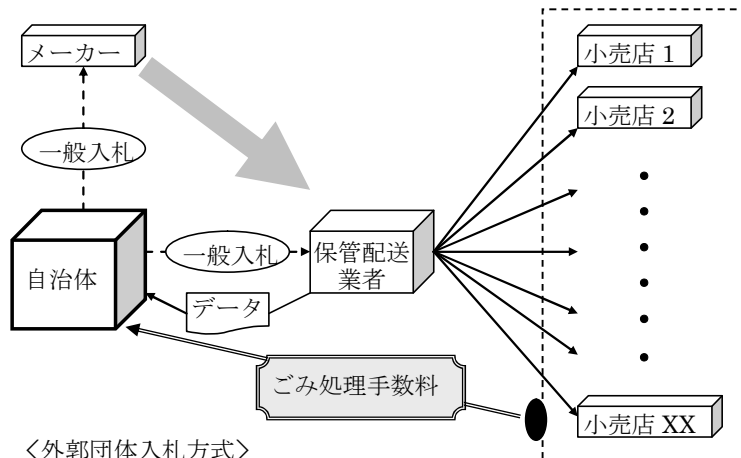 メーカー
小売店 1
小売店 2
一般入札
自治体
一般入札
保管配送
業者
データ
ごみ処理手数料
小売店 XX
〈外郭団体入札方式〉